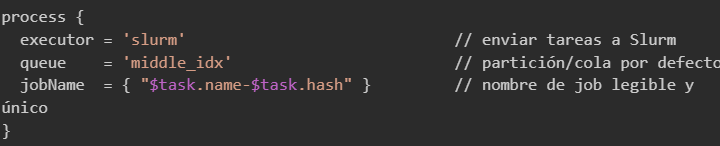 process {
  executor = 'slurm'                         // enviar tareas a Slurm
  queue    = 'middle_idx'                    // partición/cola por defecto
  jobName  = { "$task.name-$task.hash" }     // nombre de job legible y
único
}